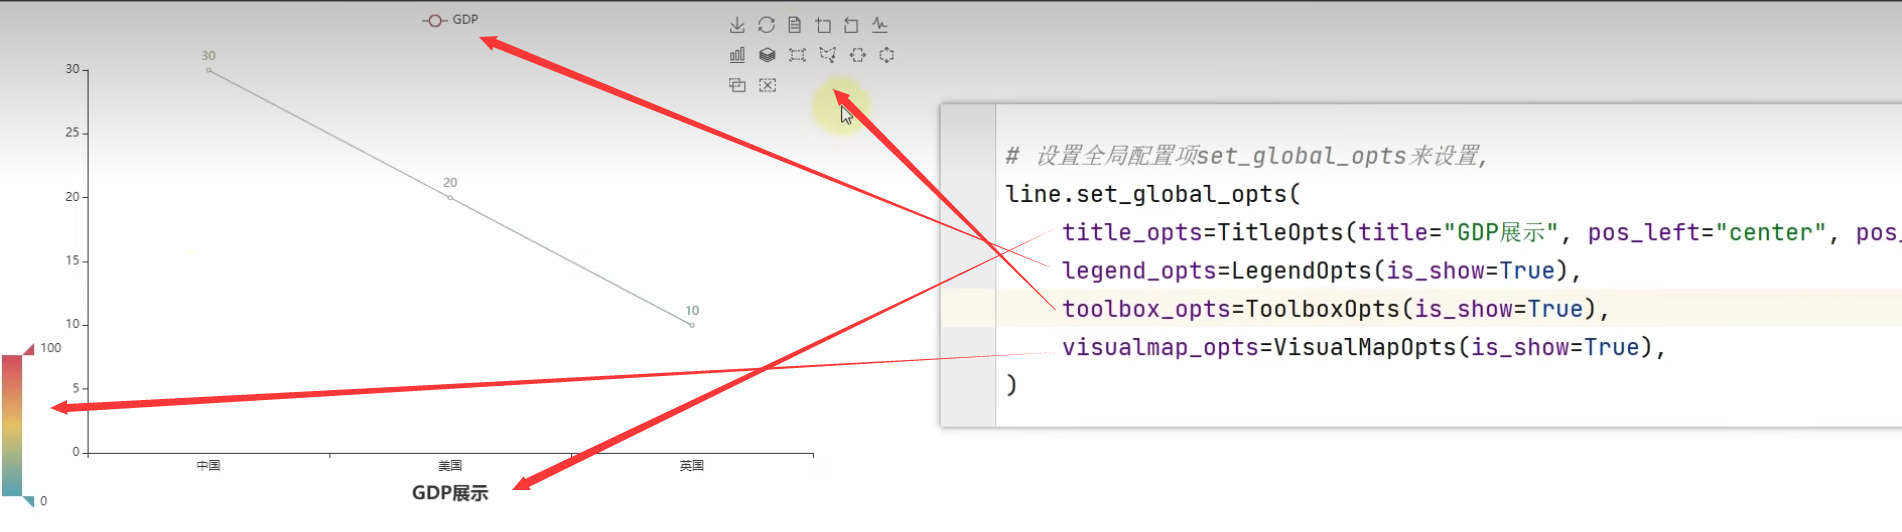 GDP
30
20
10
30
25
20
15
10
5
0
中国
美国
英国
GDP展示
100
0
# 设置全局配置项set_global_opts来设置,
line.set_global_opts(
title_opts=TitleOpts(title="GDP展示", pos_left="center", pos_
legend_opts=LegendOpts(is_show=True),
toolbox_opts=ToolboxOpts(is_show=True),
visualmap_opts=VisualMapOpts(is_show=True),
)